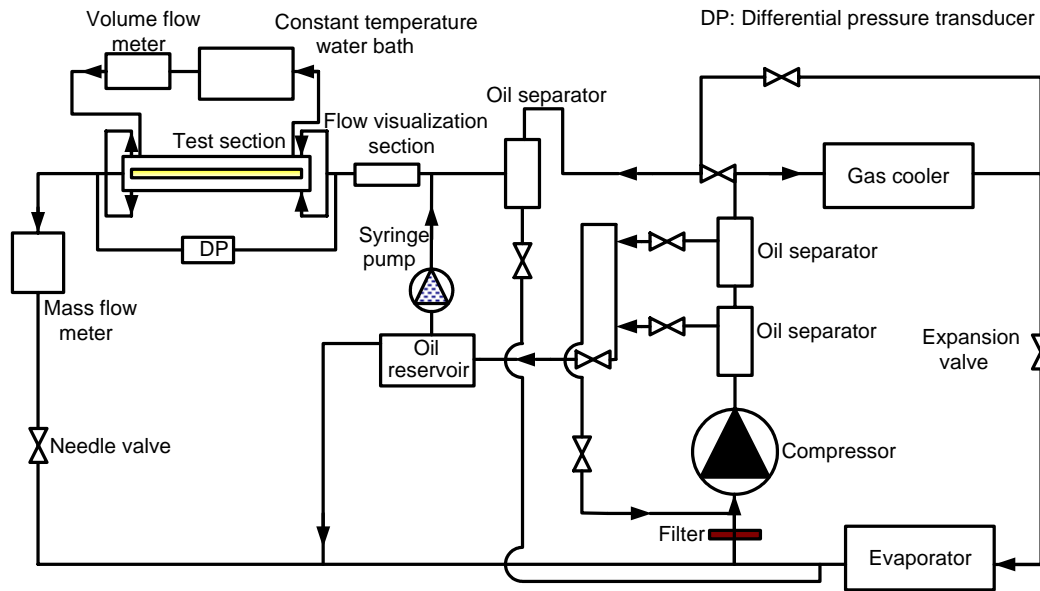 Volume flow
meter
Constant temperature
water bath
DP: Differential pressure transducer
Oil separator
Flow visualization
section
Test section
Gas cooler
DP
Syringe
pump
Oil separator
Mass flow
meter
Oil
reservoir
Oil separator
Expansion
valve
Needle valve
Compressor
Filter
Evaporator